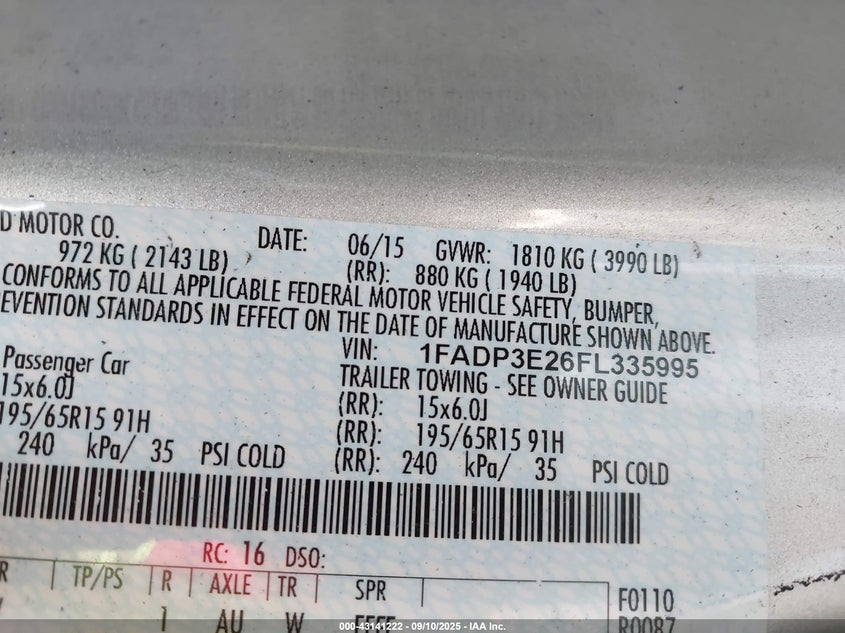 D MOTOR CO. DATE: 06/15 GVWR: 1810 KG ( 3990 LB)
972 KG ( 2143 LB) (RR): 880 KG ( 1940 LB)
CONFORMS TO ALL APPLICABLE FEDERAL MOTOR VEHICLE SAFETY, BUMPER,
EVENTION STANDARDS IN EFFECT ON THE DATE OF MANUFACTURE SHOWN ABOVE.
VIN: 1FADP3E26FL335995
Passenger Car TRAILER TOWING - SEE OWNER GUIDE
15x6.0J (RR): 15x6.0J
195/65R15 91H (RR): 195/65R15 91H
240 kPa/ 35 PSI COLD (RR): 240 kPa/ 35 PSI COLD
RC: 16 DSO:
R TP/PS R AXLE TR SPR F0110
1 AU W R0087
000-43141222 - 09/10/2025 - IAA Inc.